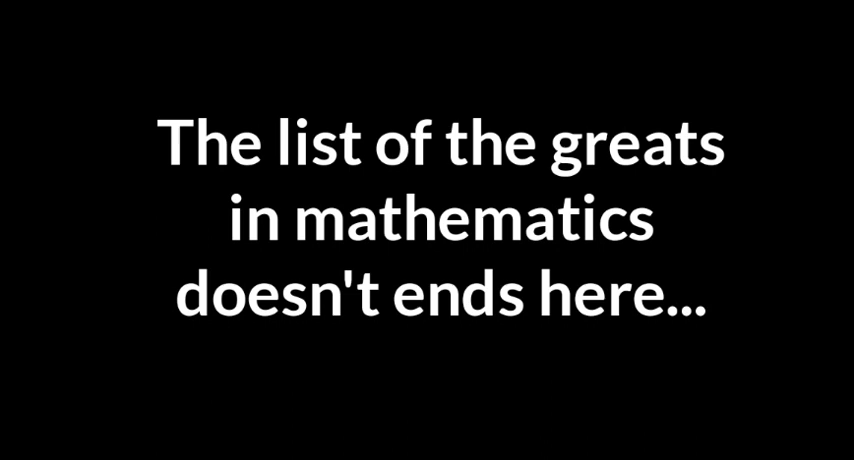 The list of the greats
in mathematics
doesn't ends here...